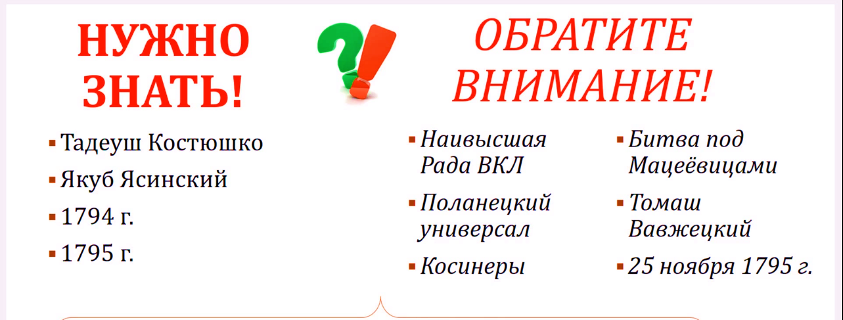 НУЖНО
ЗНАТЬ!
▪ Тадеуш Костюшко
▪ Якуб Ясинский
▪ 1794 г.
▪ 1795 г.
ОБРАТИТЕ
ВНИМАНИЕ!
▪ Наивысшая
Рада ВКЛ
▪ Поланецкий
универсал
▪ Косинеры
▪ Битва под
Мацеёвицами
▪ Томаш
Вавжецкий
▪ 25 ноября 1795 г.